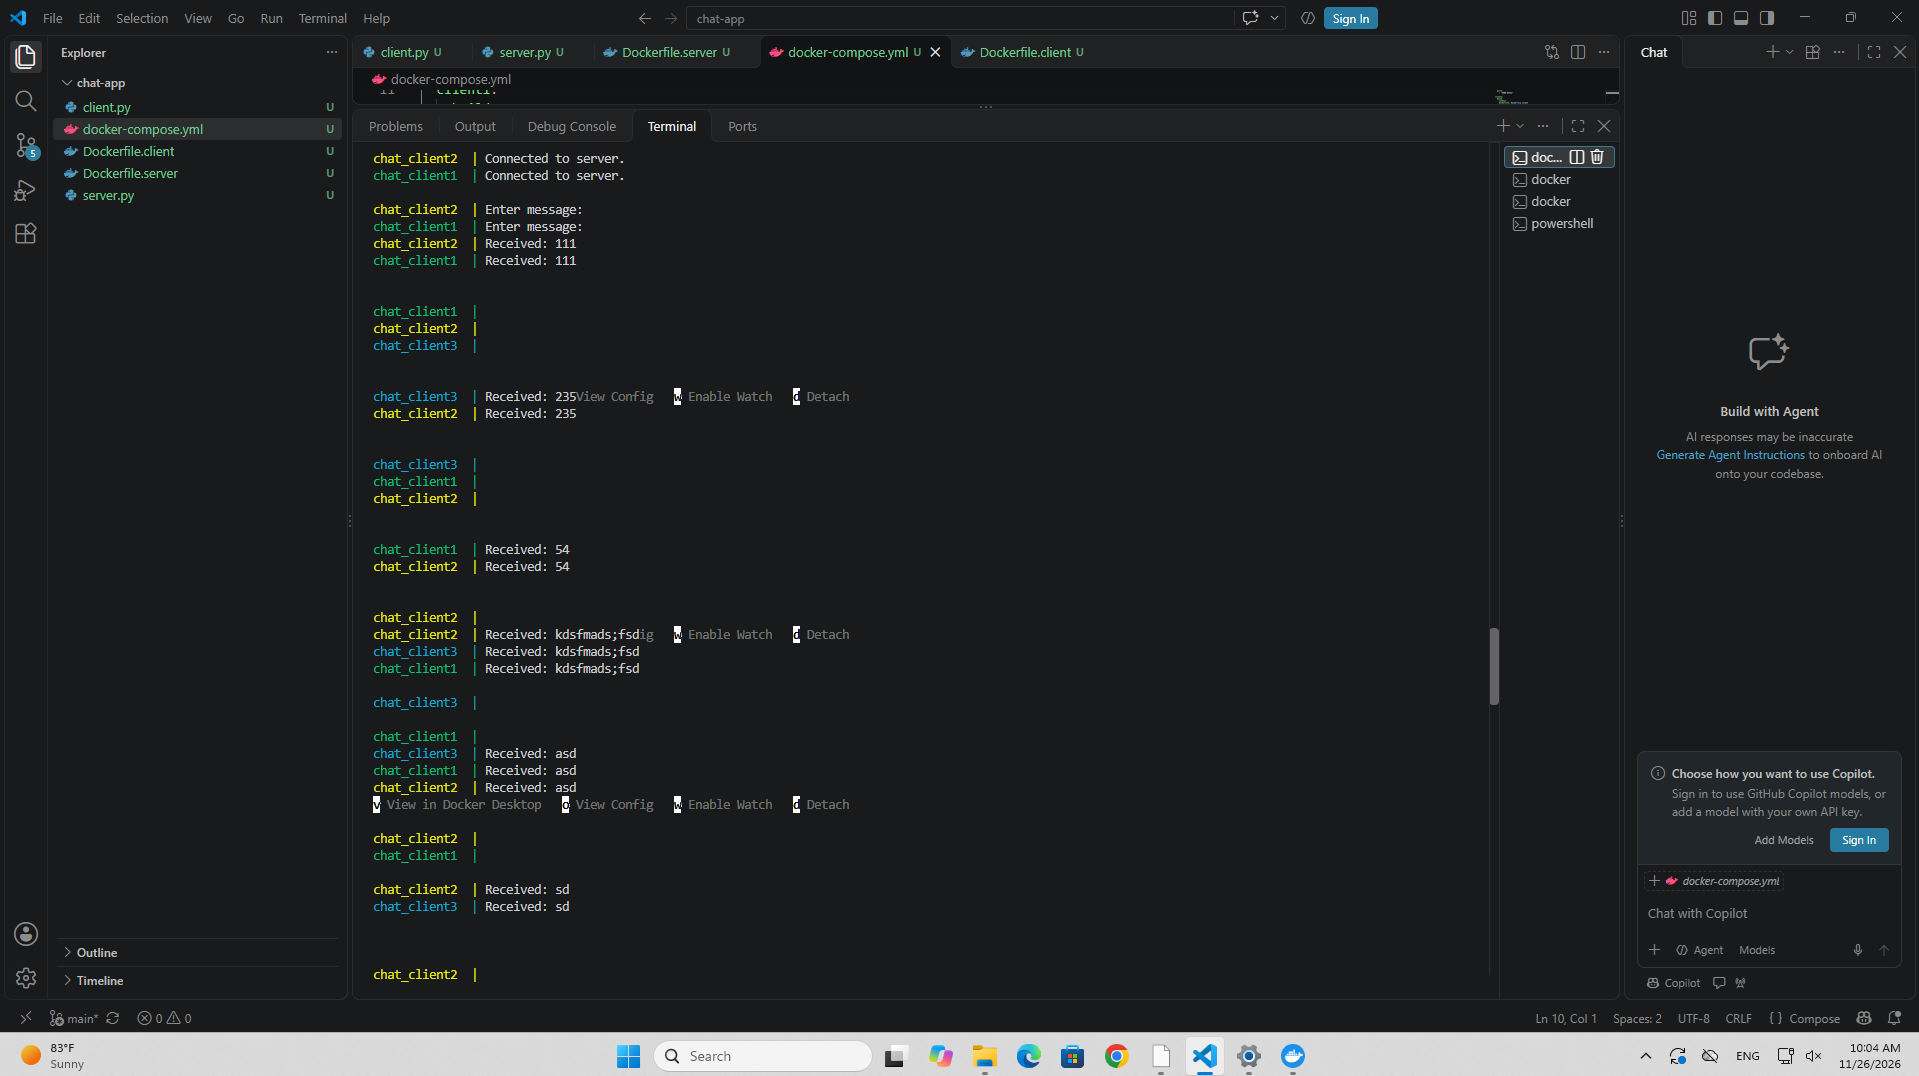 File Edit Selection View Go Run Terminal Help
chat-app
Sign In
Explorer
chat-app
client.py U
docker-compose.yml U
Dockerfile.client U
Dockerfile.server U
server.py U
5
Outline
Timeline
client.py U server.py U Dockerfile.server U docker-compose.yml U Dockerfile.client U
docker-compose.yml
Problems Output Debug Console Terminal Ports
chat_client2 | Connected to server.
chat_client1 | Connected to server.
chat_client2 | Enter message:
chat_client1 | Enter message:
chat_client2 | Received: 111
chat_client1 | Received: 111
chat_client1 |
chat_client2 |
chat_client3 |
chat_client3 | Received: 235View Config w Enable Watch d Detach
chat_client2 | Received: 235
chat_client3 |
chat_client1 |
chat_client2 |
chat_client1 | Received: 54
chat_client2 | Received: 54
chat_client2 |
chat_client2 | Received: kdsfmads;fsdig w Enable Watch d Detach
chat_client3 | Received: kdsfmads;fsd
chat_client1 | Received: kdsfmads;fsd
chat_client3 |
chat_client1 |
chat_client3 | Received: asd
chat_client1 | Received: asd
chat_client2 | Received: asd
v View in Docker Desktop o View Config w Enable Watch d Detach
chat_client2 |
chat_client1 |
chat_client2 | Received: sd
chat_client3 | Received: sd
chat_client2 |
doc...
docker
docker
powershell
Chat
Build with Agent
AI responses may be inaccurate
Generate Agent Instructions to onboard AI
onto your codebase.
Choose how you want to use Copilot.
Sign in to use GitHub Copilot models, or
add a model with your own API key.
Add Models Sign In
docker-compose.yml
Chat with Copilot
Agent Models
Copilot
main* 0 0
Ln 10, Col 1 Spaces: 2 UTF-8 CRLF { } Compose
83°F
Sunny
Search
ENG
10:04 AM
11/26/2026